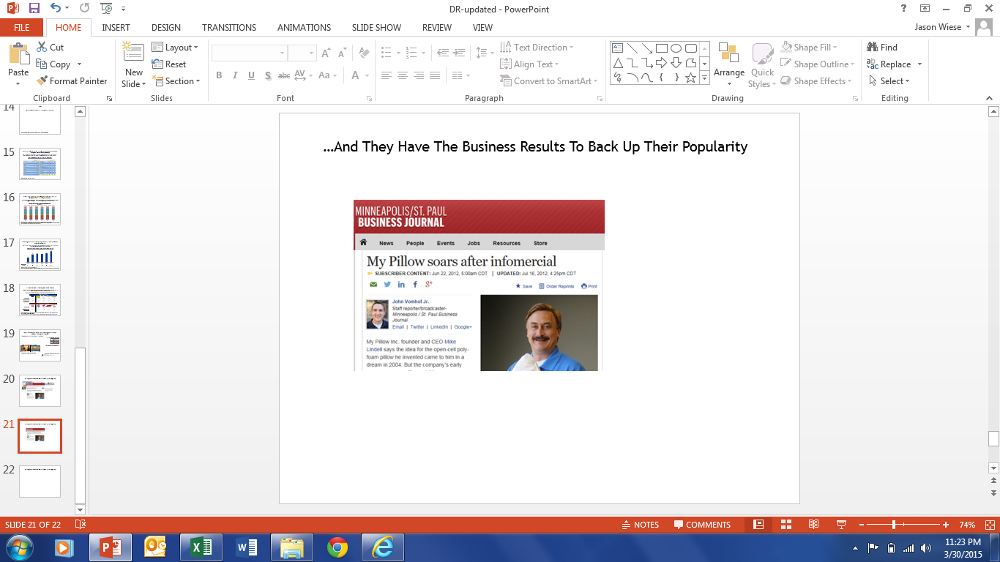 DR-updated - PowerPoint
FILE HOME INSERT DESIGN TRANSITIONS ANIMATIONS SLIDE SHOW REVIEW VIEW Jason Wiese
Paste
Cut
Copy
Format Painter
Clipboard
New
Slide
Layout
Reset
Section
Slides
B I U S abc AV Aa A
Font
Text Direction
Align Text
Convert to SmartArt
Paragraph
Arrange
Quick
Styles
Shape Fill
Shape Outline
Shape Effects
Drawing
Find
Replace
Select
Editing
14
15
16
17
18
19
20
21
22
…And They Have The Business Results To Back Up Their Popularity
MINNEAPOLIS/ST. PAUL
BUSINESS JOURNAL
News People Events Jobs Resources Store
My Pillow soars after infomercial
SUBSCRIBER CONTENT: Jun 22, 2012, 5:00am CDT | UPDATED: Jul 16, 2012, 4:25pm CDT
Save Order Reprints Print
John Vomhof Jr.
Staff reporter/broadcaster-
Minneapolis / St. Paul Business
Journal
Email | Twitter | LinkedIn | Google+
My Pillow Inc. founder and CEO Mike
Lindell says the idea for the open-cell poly-
foam pillow he invented came to him in a
dream in 2004. But the company's early
SLIDE 21 OF 22 NOTES COMMENTS 74%
11:23 PM
3/30/2015